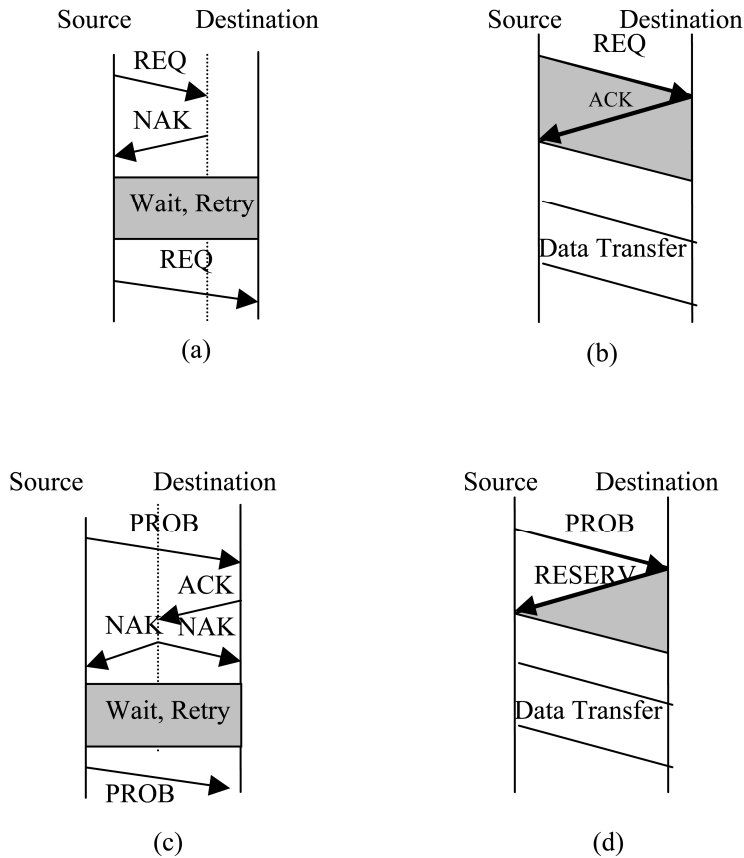 Source Destination
REQ
NAK
Wait, Retry
REQ
(a)
Source Destination
REQ
ACK
Data Transfer
(b)
Source Destination
PROB
ACK
NAK NAK
Wait, Retry
PROB
(c)
Source Destination
PROB
RESERV
Data Transfer
(d)